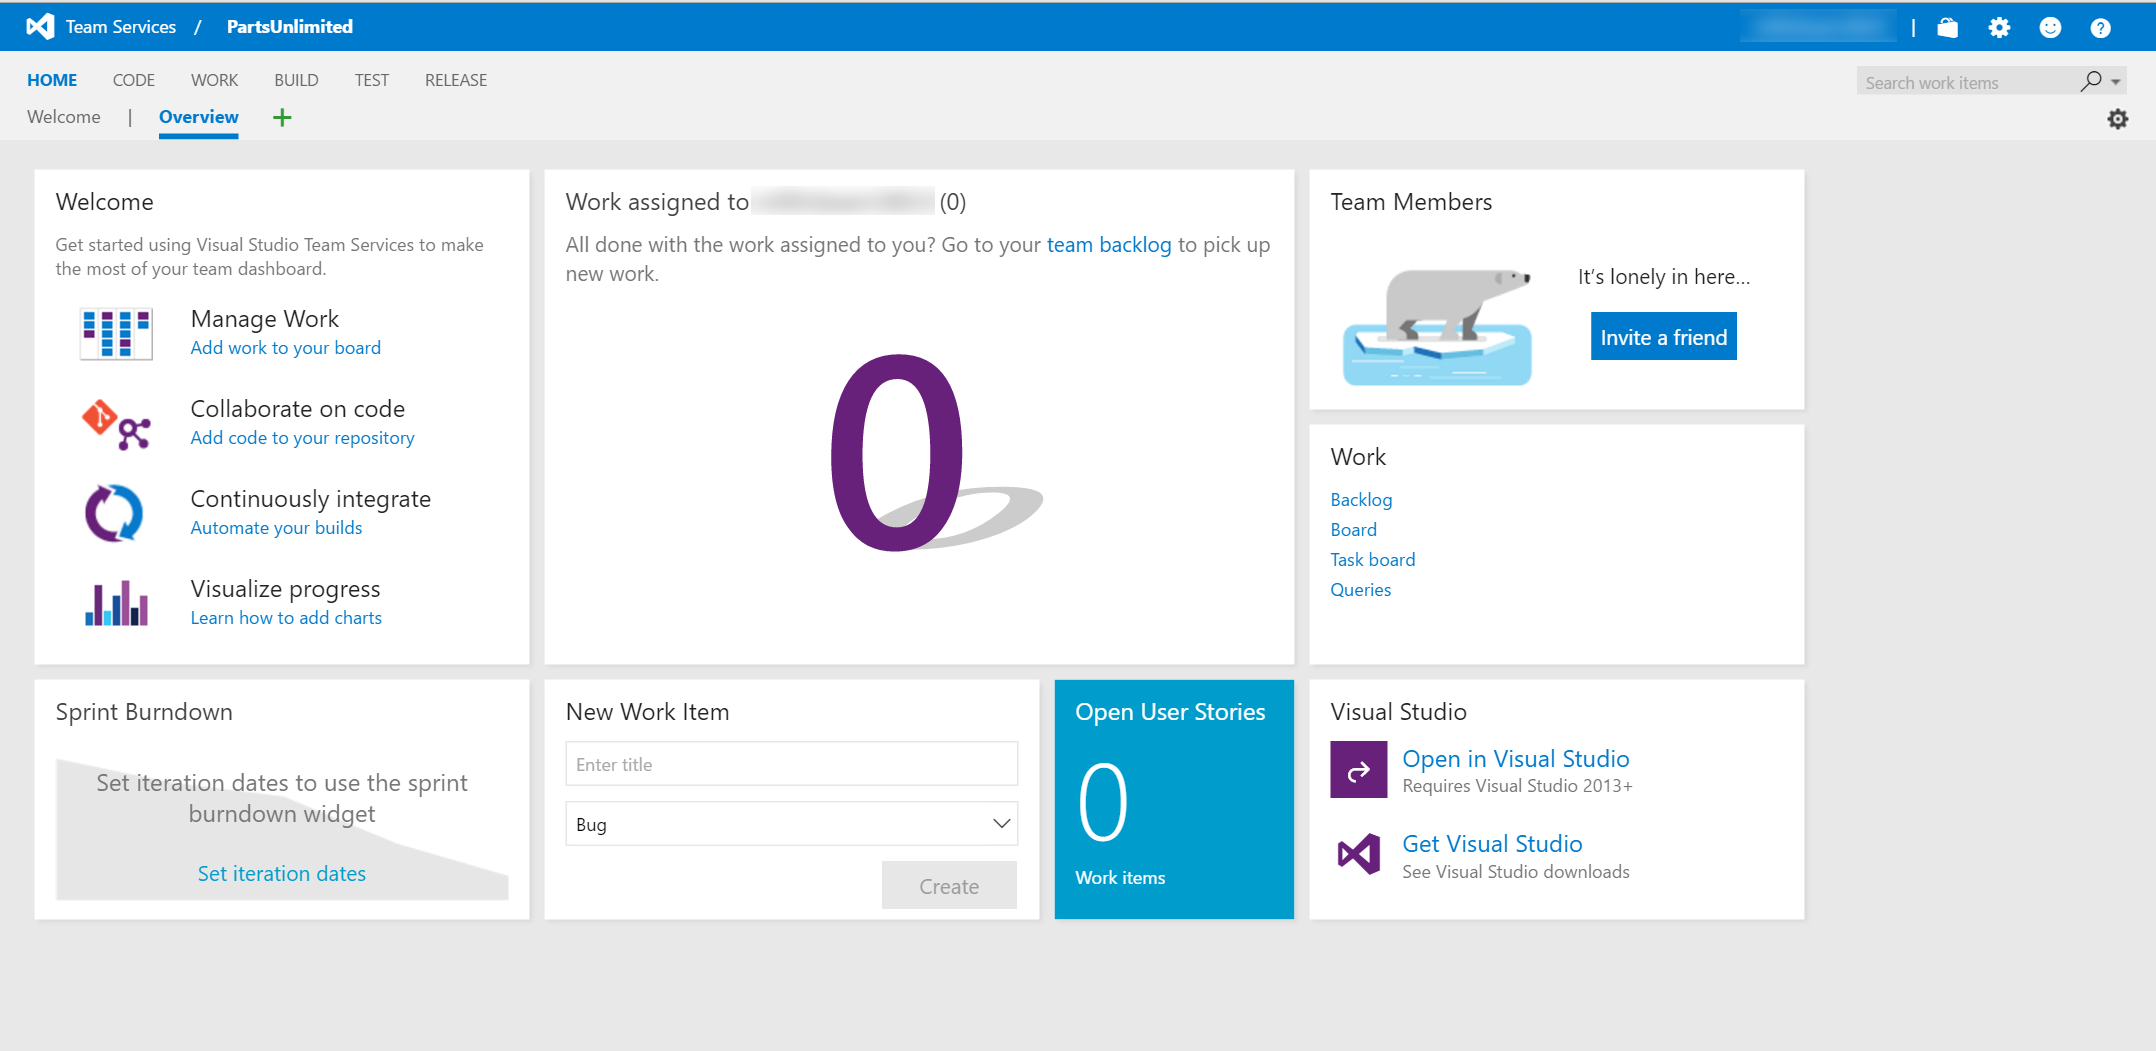 Team Services / PartsUnlimited |
HOME CODE WORK BUILD TEST RELEASE
Search work items
Welcome | Overview
Welcome
Get started using Visual Studio Team Services to make
the most of your team dashboard.
Manage Work
Add work to your board
Collaborate on code
Add code to your repository
Continuously integrate
Automate your builds
Visualize progress
Learn how to add charts
Work assigned to (0)
All done with the work assigned to you? Go to your team backlog to pick up
new work.
0
Team Members
It's lonely in here...
Invite a friend
Work
Backlog
Board
Task board
Queries
Sprint Burndown
Set iteration dates to use the sprint
burndown widget
Set iteration dates
New Work Item
Enter title
Bug
Create
Open User Stories
0
Work items
Visual Studio
Open in Visual Studio
Requires Visual Studio 2013+
Get Visual Studio
See Visual Studio downloads